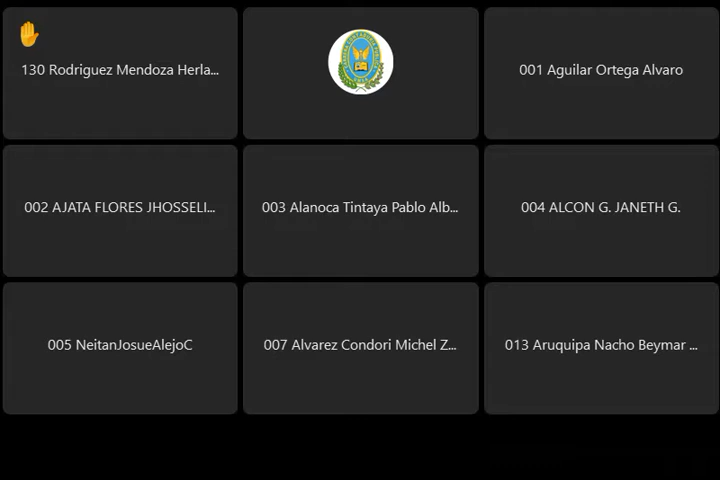 130 Rodriguez Mendoza Herla...
001 Aguilar Ortega Alvaro
002 AJATA FLORES JHOSSELI...
003 Alanoca Tintaya Pablo Alb...
004 ALCON G. JANETH G.
005 NeitanJosueAlejoC
007 Alvarez Condori Michel Z...
013 Aruquipa Nacho Beymar ...